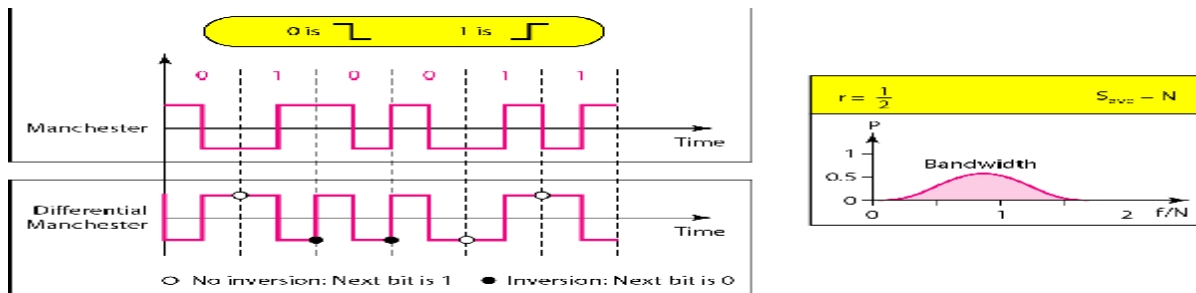 0 is 1 is
0 1 0 0 1 1
Manchester
Time
Differential
Manchester
Time
No inversion: Next bit is 1 Inversion: Next bit is 0
r = 1/2 Save = N
P
1
Bandwidth
0.5
0
0 1 2 f/N